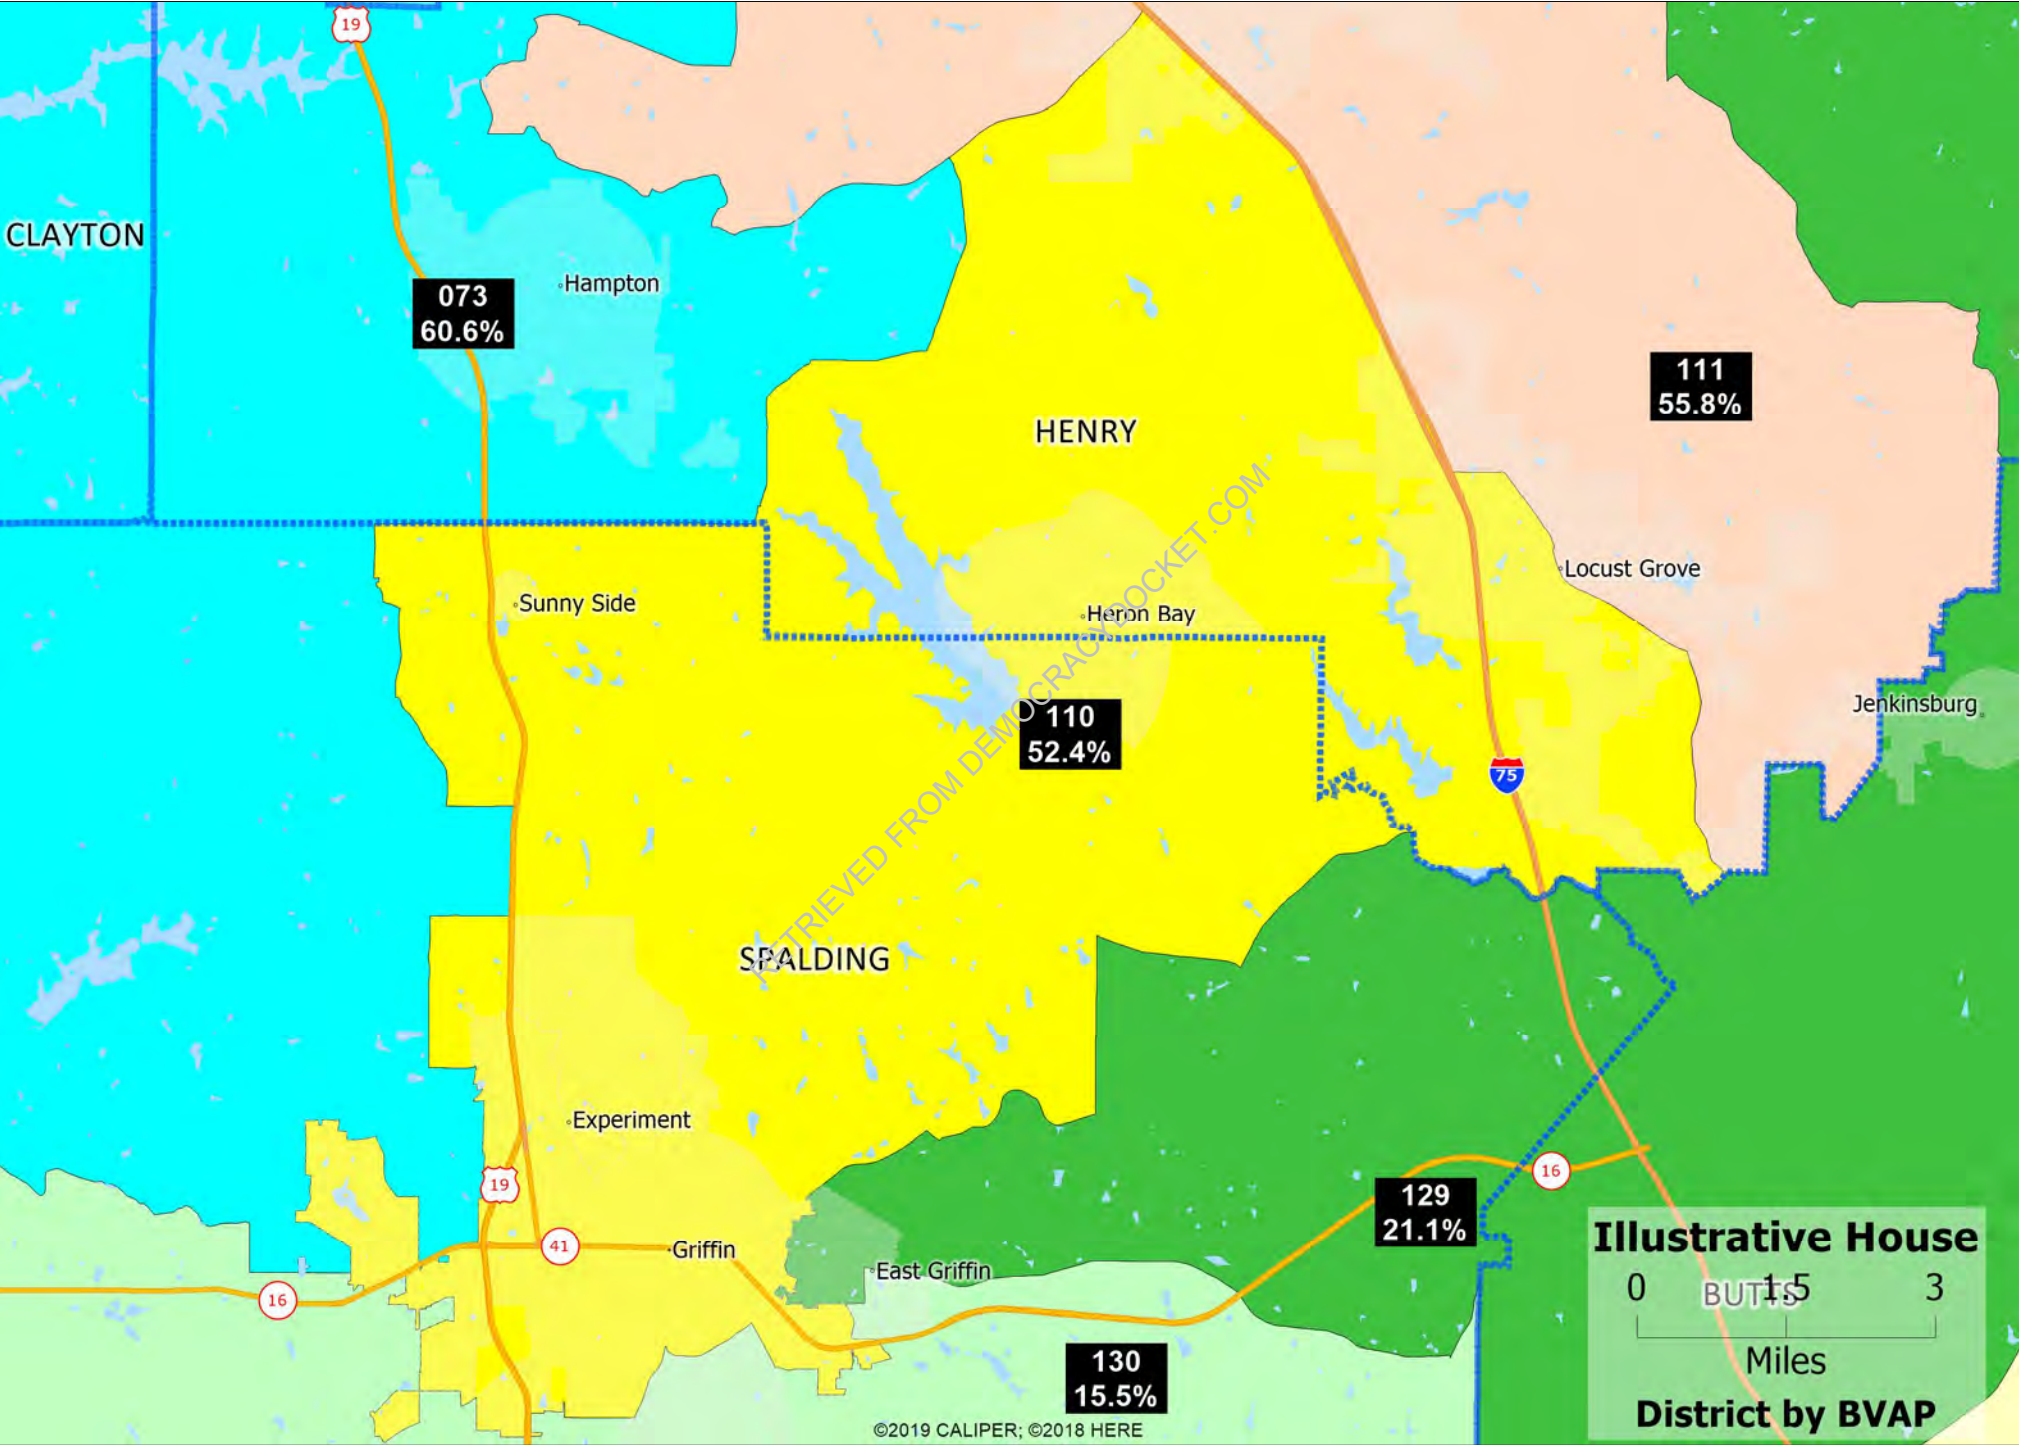 19
CLAYTON
073
60.6%
Hampton
111
55.8%
HENRY
Sunny Side
Locust Grove
Heron Bay
Jenkinsburg
110
52.4%
75
RETRIEVED FROM DEMOCRACYDOCKET.COM
SPALDING
Experiment
19
16
129
21.1%
41
Griffin
East Griffin
16
Illustrative House
0 1.5 3
BUTTS
Miles
District by BVAP
130
15.5%
©2019 CALIPER; ©2018 HERE